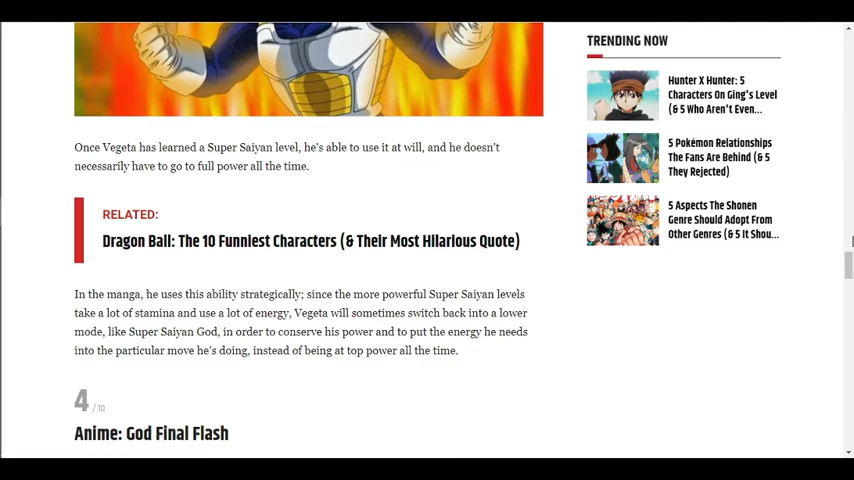 TRENDING NOW
Hunter X Hunter: 5
Characters On Ging's Level
(& 5 Who Aren't Even...
5 Pokémon Relationships
The Fans Are Behind (& 5
They Rejected)
5 Aspects The Shonen
Genre Should Adopt From
Other Genres (& 5 It Shou...
Once Vegeta has learned a Super Saiyan level, he's able to use it at will, and he doesn't
necessarily have to go to full power all the time.
RELATED:
Dragon Ball: The 10 Funniest Characters (& Their Most Hilarious Quote)
In the manga, he uses this ability strategically; since the more powerful Super Saiyan levels
take a lot of stamina and use a lot of energy, Vegeta will sometimes switch back into a lower
mode, like Super Saiyan God, in order to conserve his power and to put the energy he needs
into the particular move he's doing, instead of being at top power all the time.
4 / 10
Anime: God Final Flash